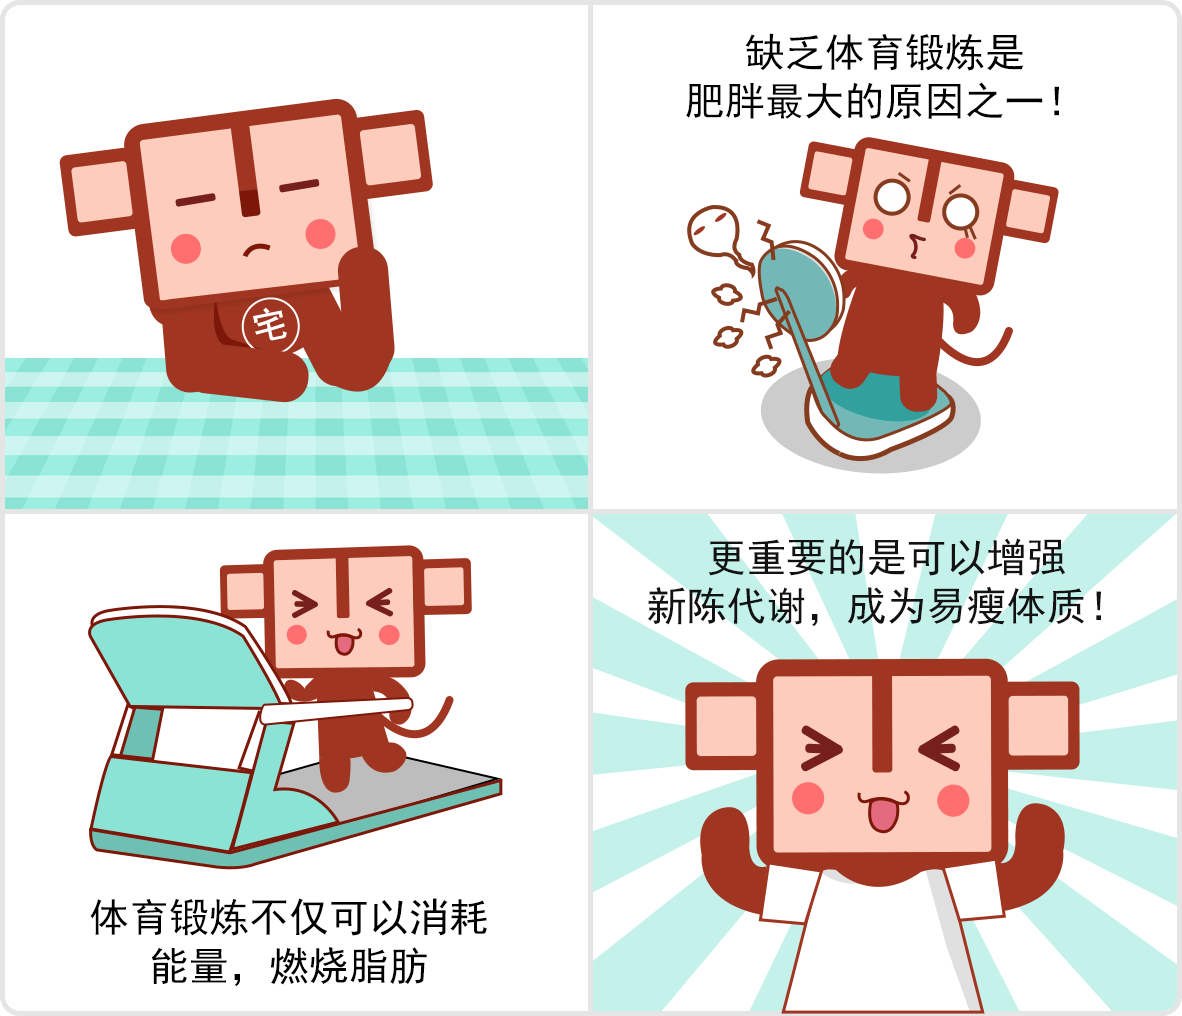 宅
缺乏体育锻炼是
肥胖最大的原因之一！
体育锻炼不仅可以消耗
能量，燃烧脂肪
更重要的是可以增强
新陈代谢，成为易瘦体质！